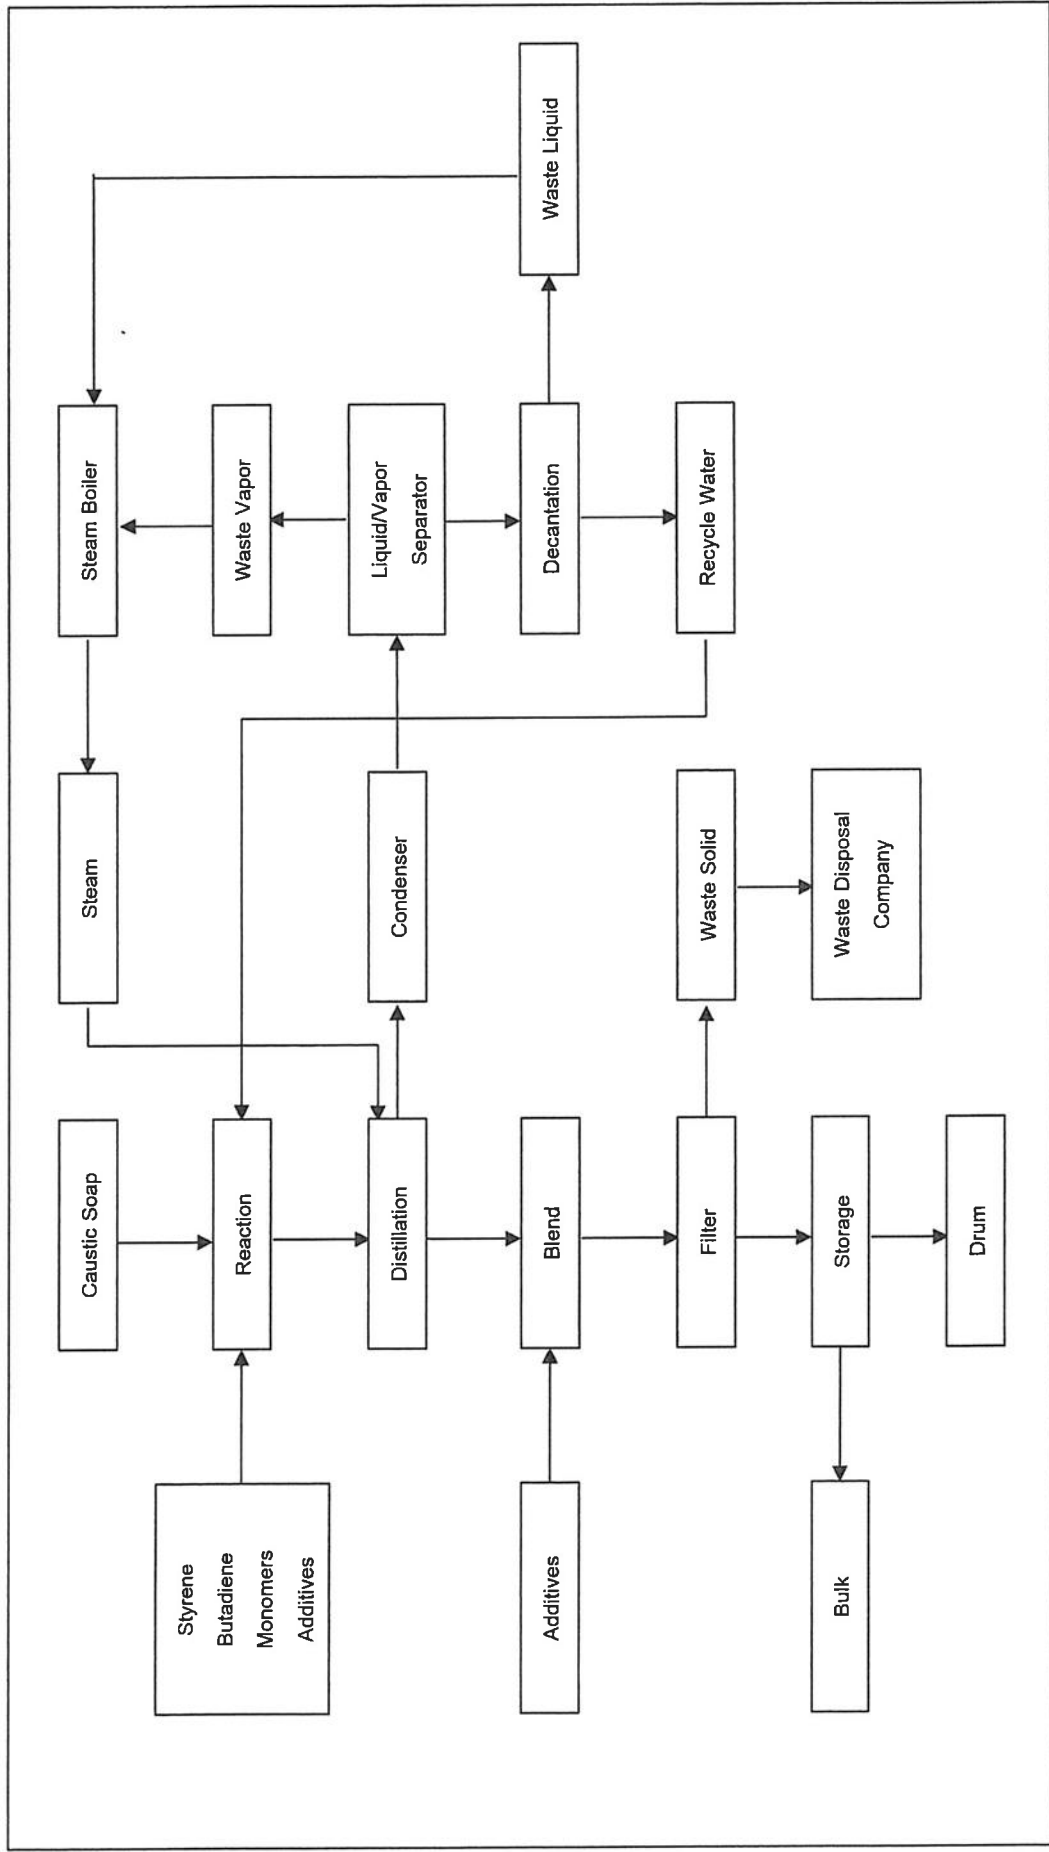 Caustic Soap
Steam
Steam Boiler
Styrene
Butadiene
Monomers
Additives
Reaction
Waste Vapor
Distillation
Condenser
Liquid/Vapor
Separator
Additives
Blend
Decantation
Waste Liquid
Filter
Waste Solid
Recycle Water
Bulk
Storage
Waste Disposal
Company
Drum